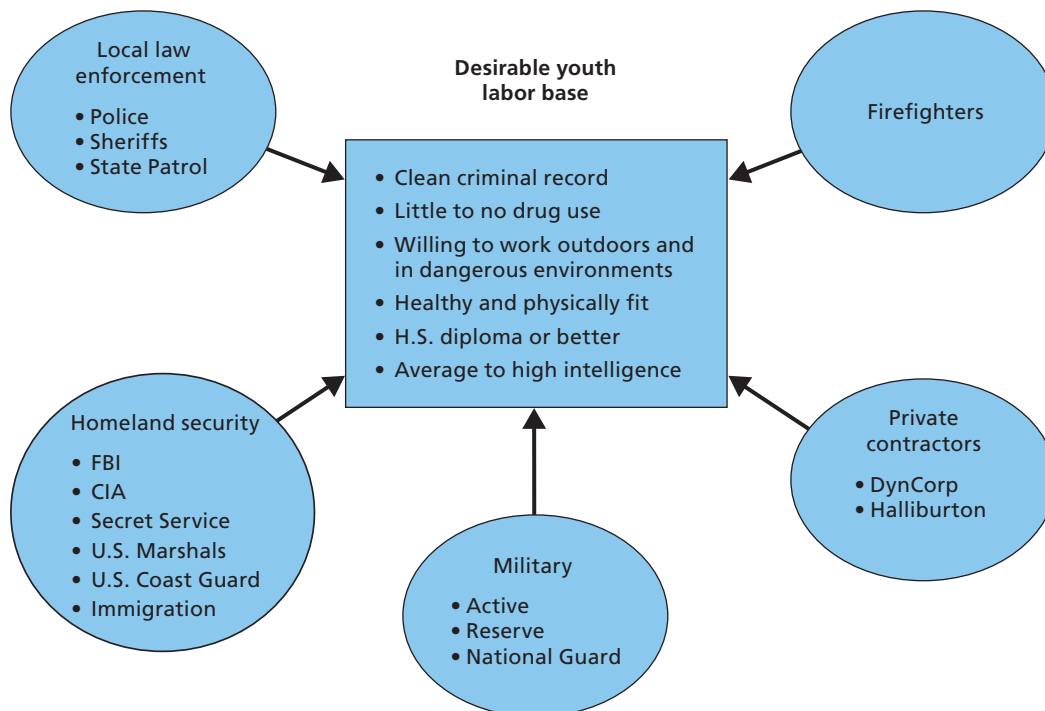 Local law
enforcement
• Police
• Sheriffs
• State Patrol
Desirable youth
labor base
Firefighters
• Clean criminal record
• Little to no drug use
• Willing to work outdoors and
in dangerous environments
• Healthy and physically fit
• H.S. diploma or better
• Average to high intelligence
Homeland security
• FBI
• CIA
• Secret Service
• U.S. Marshals
• U.S. Coast Guard
• Immigration
Military
• Active
• Reserve
• National Guard
Private
contractors
• DynCorp
• Halliburton